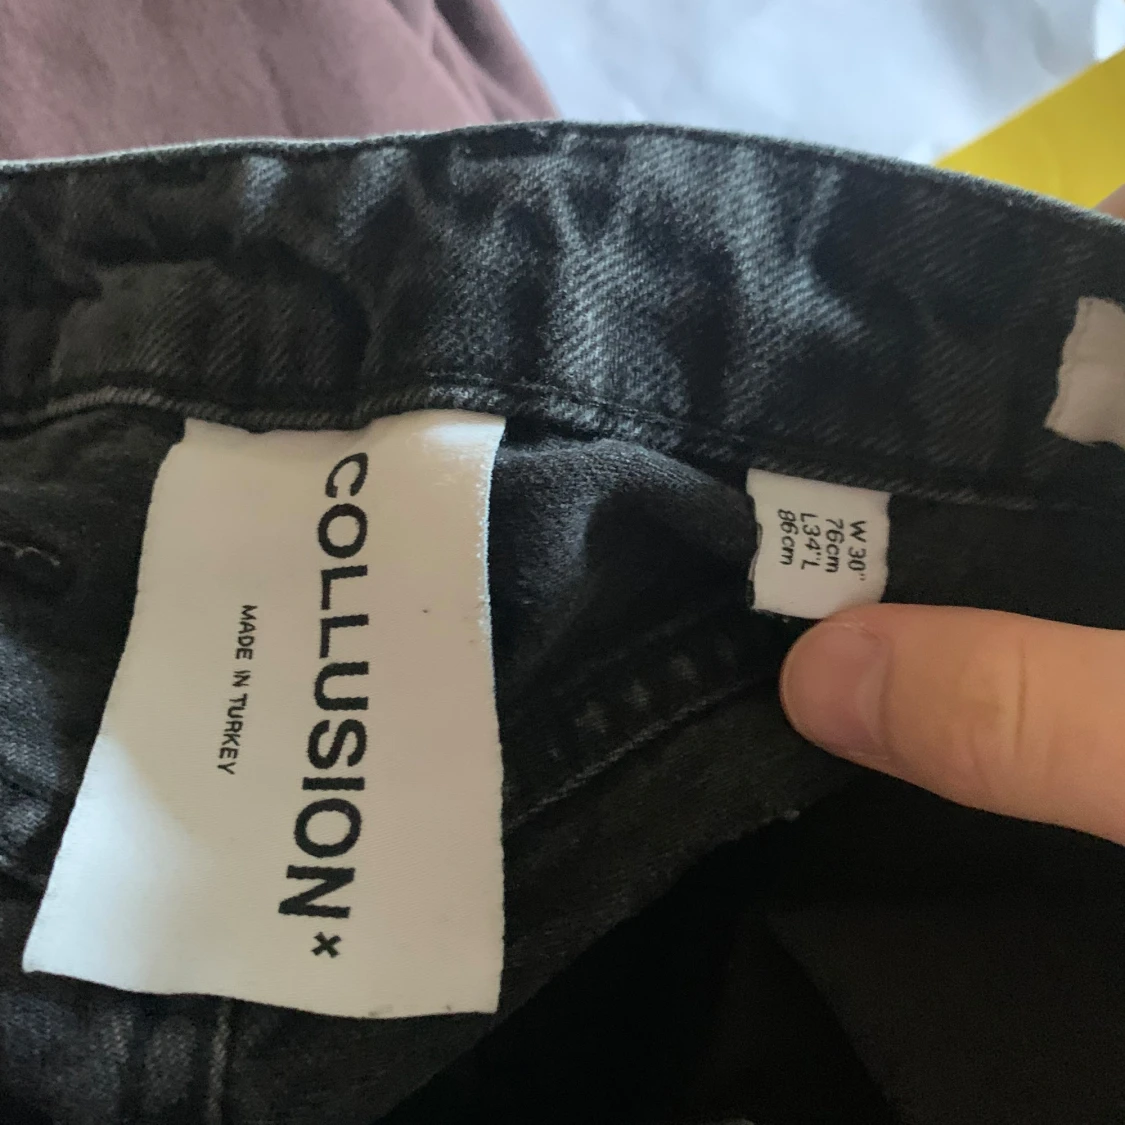 COLLUSION×
MADE IN TURKEY
W 30"
76cm
L34"L
86cm